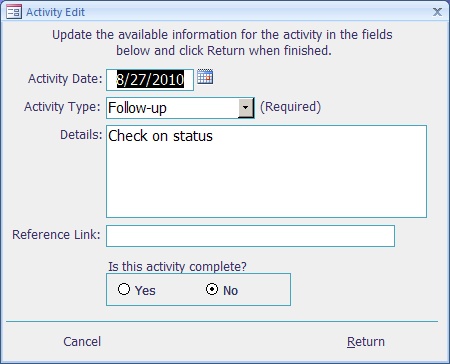 Activity Edit
Update the available information for the activity in the fields
below and click Return when finished.
Activity Date: 8/27/2010
Activity Type: Follow-up (Required)
Details: Check on status
Reference Link:
Is this activity complete?
Yes No
Cancel Return